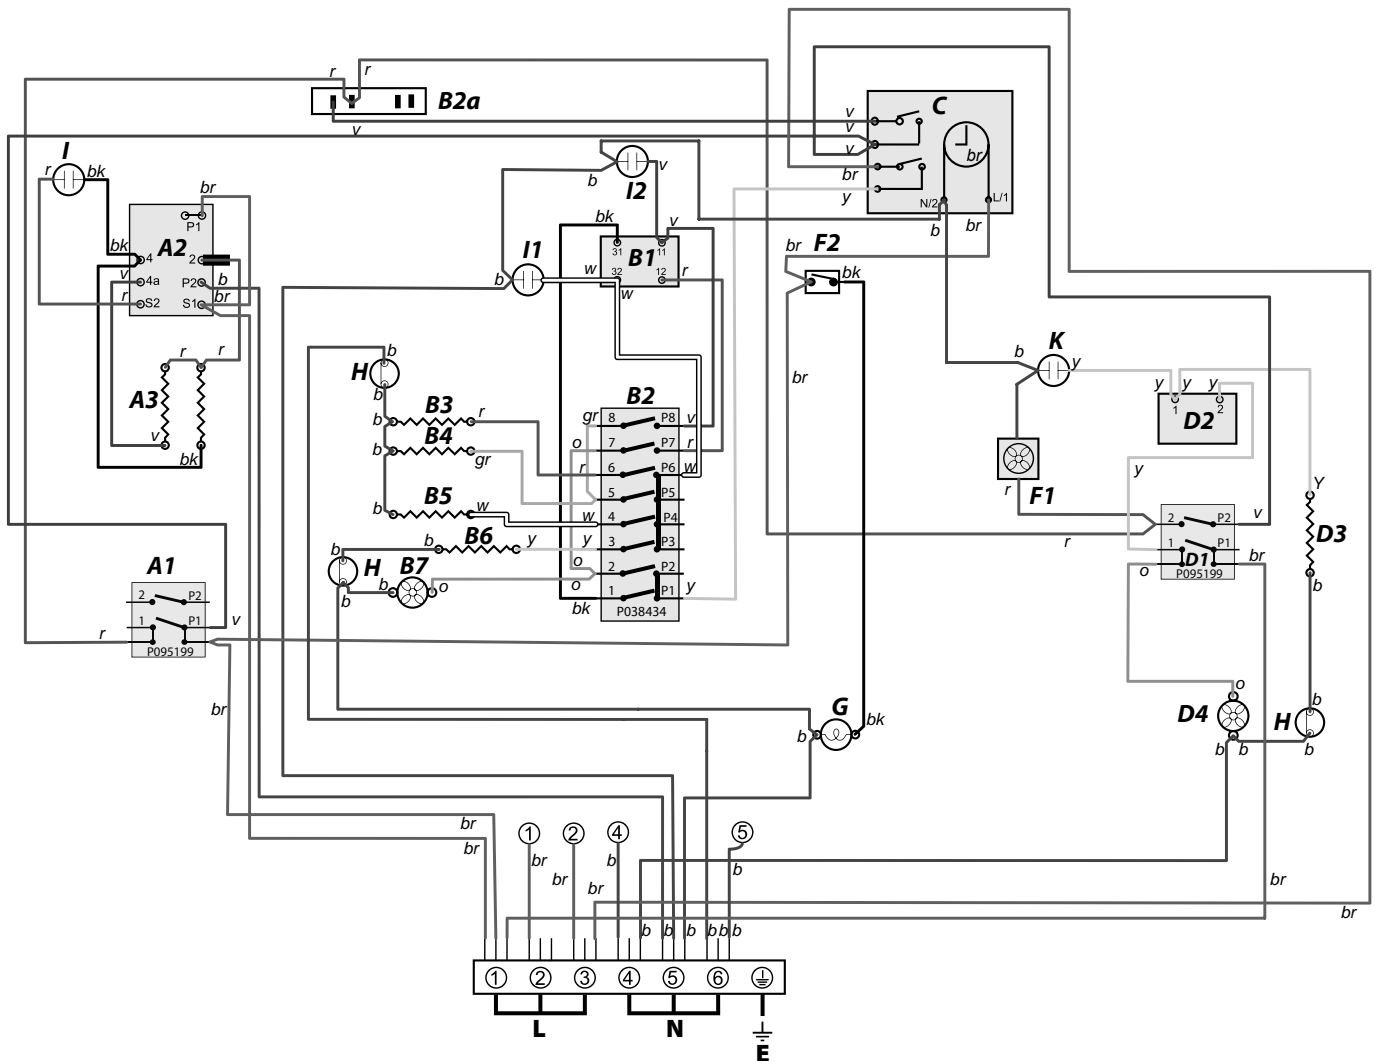 r
r
B2a
v
C
v
v
v
br
y
br
N/2
L/1
b
br
I
r
bk
br
P1
A2
bk
4
2
v
4a
P2
b
r
S2
S1
br
I2
b
v
bk
v
31
11
B1
I1
b
w
32
12
r
w
br
F2
bk
br
r
r
A3
v
bk
H
b
b
b
B3
r
b
B4
gr
b
B5
w
B6
b
y
b
H
b
B7
b
o
B2
gr
8
P8
v
o
7
P7
r
r
6
P6
w
5
P5
w
4
P4
y
3
P3
o
2
P2
o
1
P1
y
bk
P038434
K
b
y
y
y
y
1
2
D2
y
F1
r
r
Y
D3
b
2
P2
v
1
P1
br
o
D1
P095199
A1
2
P2
1
P1
v
r
P095199
br
G
b
bk
o
D4
b
b
b
H
b
br
br
1
br
2
br
br
4
b
5
b
br
br
b
b
b
b
b
b
1
2
3
4
5
6
L
N
E